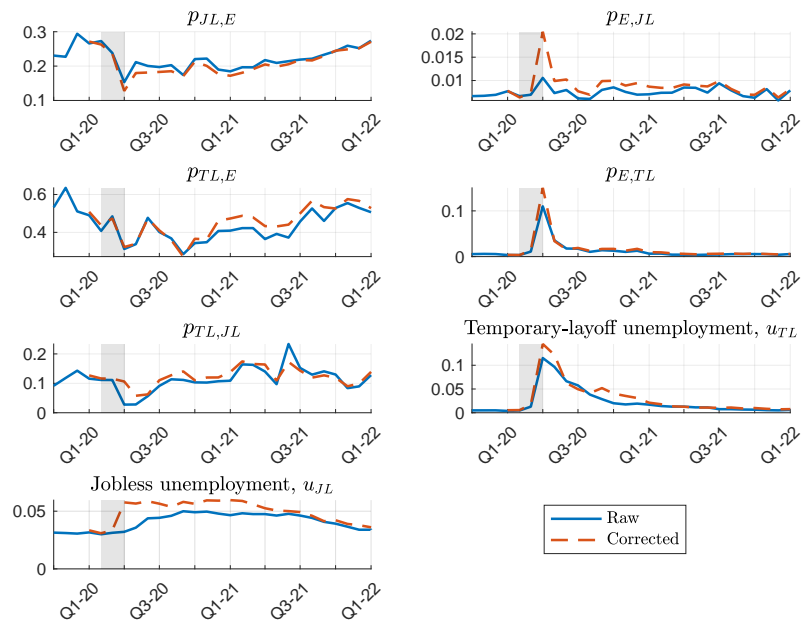 p_{JL,E}
0.3
0.2
0.1
Q1-20
Q3-20
Q1-21
Q3-21
Q1-22
p_{E,JL}
0.02
0.015
0.01
Q1-20
Q3-20
Q1-21
Q3-21
Q1-22
p_{TL,E}
0.6
0.4
Q1-20
Q3-20
Q1-21
Q3-21
Q1-22
p_{E,TL}
0.1
0
Q1-20
Q3-20
Q1-21
Q3-21
Q1-22
p_{TL,JL}
0.2
0.1
0
Q1-20
Q3-20
Q1-21
Q3-21
Q1-22
Temporary-layoff unemployment, u_{TL}
0.1
0.05
0
Q1-20
Q3-20
Q1-21
Q3-21
Q1-22
Jobless unemployment, u_{JL}
0.05
0
Q1-20
Q3-20
Q1-21
Q3-21
Q1-22
Raw
Corrected